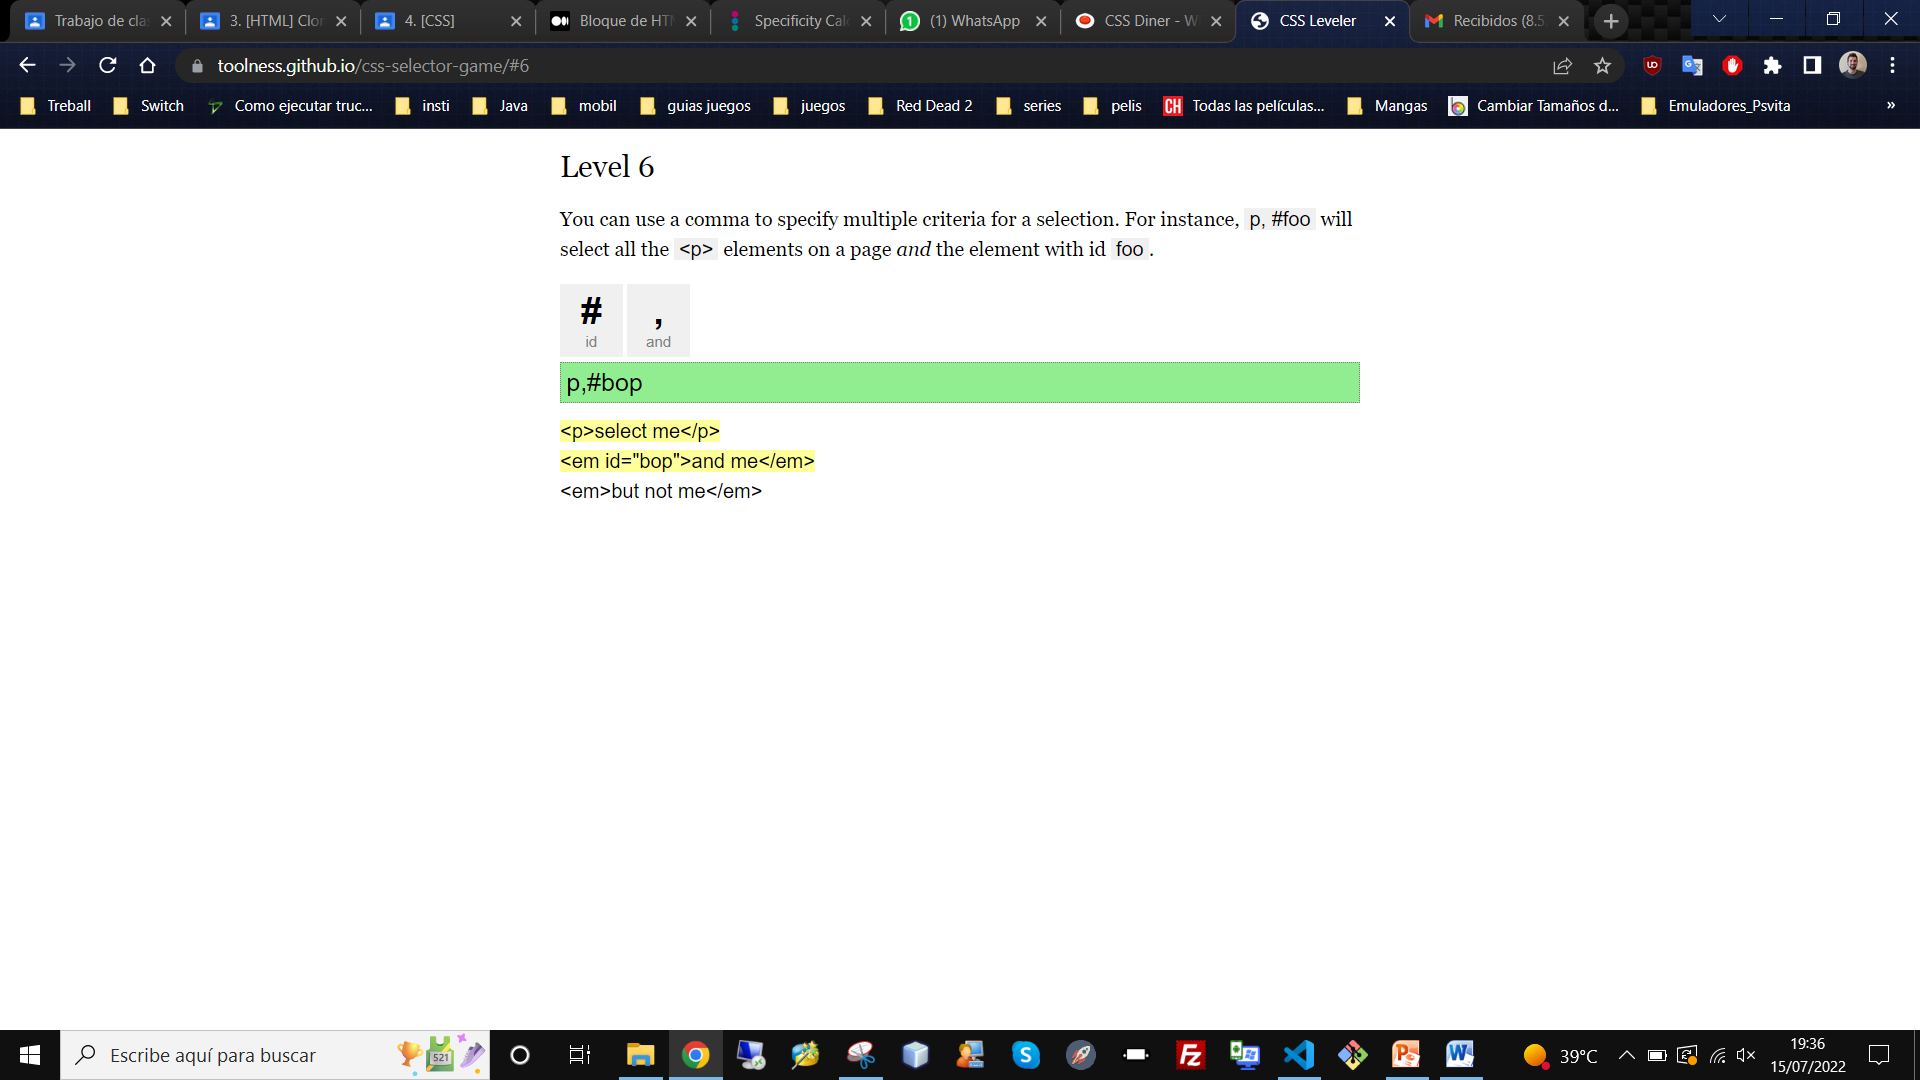 Trabajo de cla
3. [HTML] Clon
4. [CSS]
Bloque de HTM
Specificity Calc
(1) WhatsApp
CSS Diner - W
CSS Leveler
Recibidos (8.5
toolness.github.io/css-selector-game/#6
Treball
Switch
Como ejecutar truc...
insti
Java
mobil
guias juegos
juegos
Red Dead 2
series
pelis
CH
Todas las películas...
Mangas
Cambiar Tamaños d...
Emuladores_Psvita
»
Level 6
You can use a comma to specify multiple criteria for a selection. For instance, p, #foo will
select all the <p> elements on a page and the element with id foo .
# ,
id and
p,#bop
<p>select me</p>
<em id="bop">and me</em>
<em>but not me</em>
Escribe aquí para buscar
521
39°C
19:36
15/07/2022